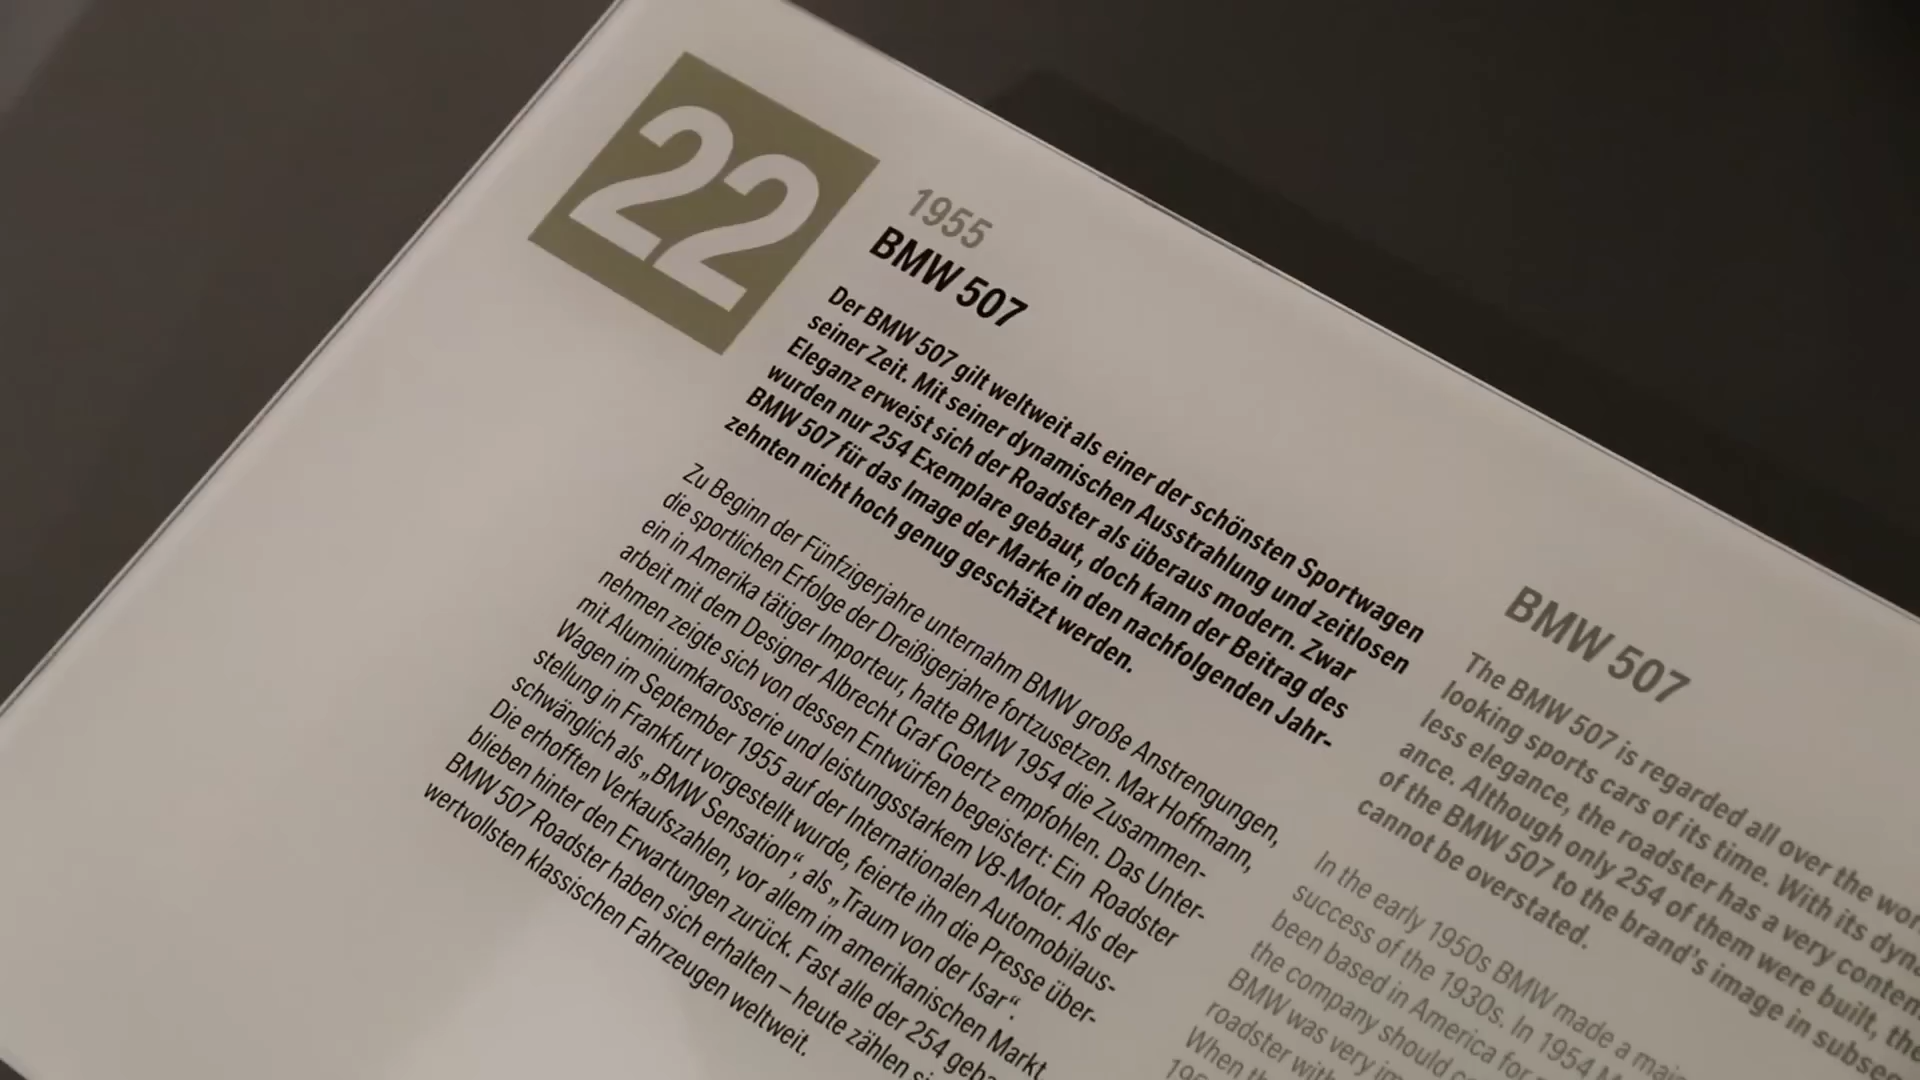 22
1955
BMW 507
Der BMW 507 gilt weltweit als einer der schönsten Sportwagen
seiner Zeit. Mit seiner dynamischen Ausstrahlung und zeitlosen
Eleganz erweist sich der Roadster als überaus modern. Zwar
wurden nur 254 Exemplare gebaut, doch kann der Beitrag des
BMW 507 für das Image der Marke in den nachfolgenden Jahr-
zehnten nicht hoch genug geschätzt werden.
Zu Beginn der Fünfzigerjahre unternahm BMW große Anstrengungen,
die sportlichen Erfolge der Dreißigerjahre fortzusetzen. Max Hoffmann,
ein in Amerika tätiger Importeur, hatte BMW 1954 die Zusammen-
arbeit mit dem Designer Albrecht Graf Goertz empfohlen. Das Unter-
nehmen zeigte sich von dessen Entwürfen begeistert: Ein Roadster
mit Aluminiumkarosserie und leistungsstarkem V8-Motor. Als der
Wagen im September 1955 auf der Internationalen Automobilaus-
stellung in Frankfurt vorgestellt wurde, feierte ihn die Presse über-
schwänglich als „BMW Sensation“, als „Traum von der Isar“.
Die erhofften Verkaufszahlen, vor allem im amerikanischen Markt
blieben hinter den Erwartungen zurück. Fast alle der 254
BMW 507 Roadster haben sich erhalten – heute zählen
wertvollsten klassischen Fahrzeugen weltweit.
BMW 507
The BMW 507 is regarded all over the
looking sports cars of its time. With its
less elegance, the roadster has a very
ance. Although only 254 of them were built,
of the BMW 507 to the brand's image in
cannot be overstated.
In the early 1950s BMW made a
success of the 1930s. In 1954
been based in America for
the company should
BMW was very
roadster
When